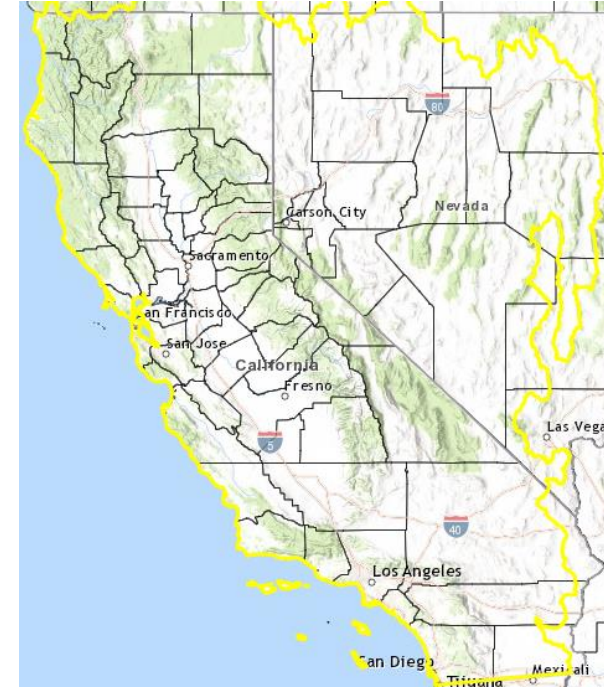 80
Nevada
Carson City
Sacramento
San Francisco
San Jose
California
Fresno
5
Las Vega
40
Los Angeles
San Diego
Mexicali
Tijuana